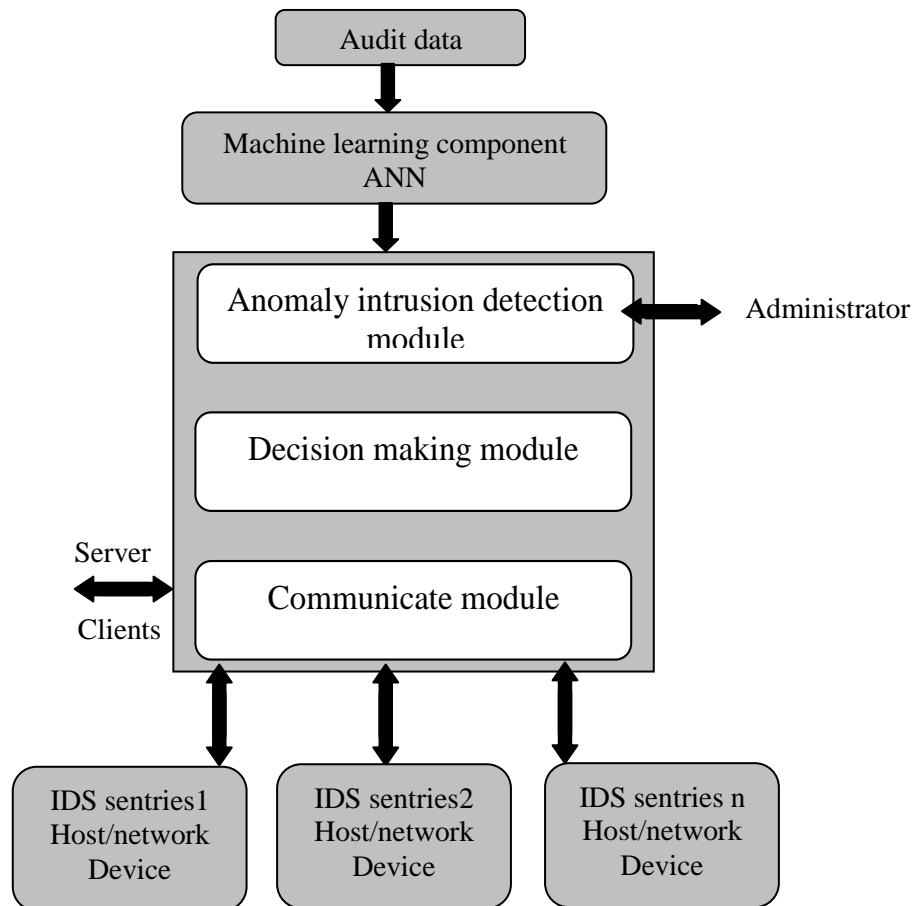 Audit data
Machine learning component
ANN
Anomaly intrusion detection
module
Administrator
Decision making module
Server
Clients
Communicate module
IDS sentries1
Host/network
Device
IDS sentries2
Host/network
Device
IDS sentries n
Host/network
Device